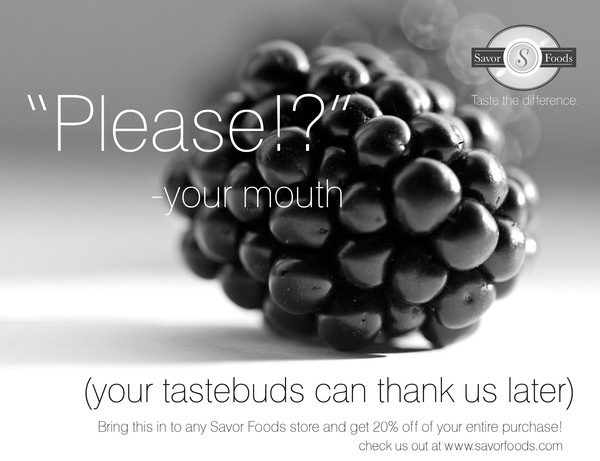 Savor S Foods
Taste the difference.
“Please!?”
-your mouth
(your tastebuds can thank us later)
Bring this in to any Savor Foods store and get 20% off of your entire purchase!
check us out at www.savorfoods.com